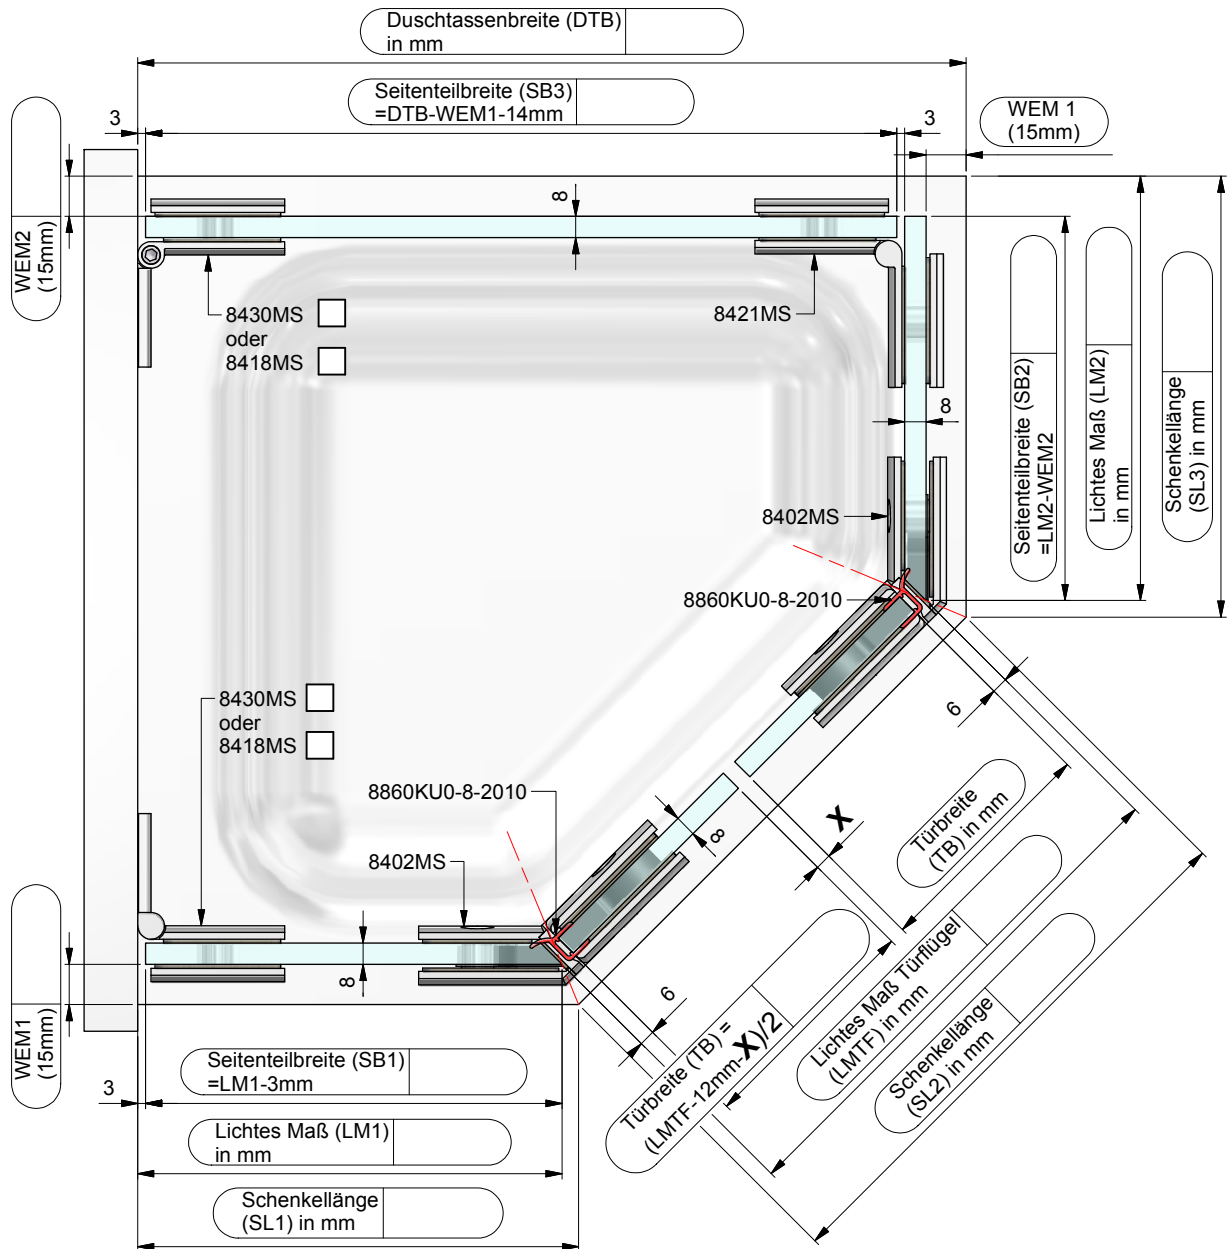 Duschtassenbreite (DTB)
in mm
Seitenteilbreite (SB3)
=DTB-WEM1-14mm
3
3
WEM 1
(15mm)
WEM2
(15mm)
8
8430MS
oder
8418MS
8421MS
8
Seitenteilbreite (SB2)
=LM2-WEM2
Lichtes Maß (LM2)
in mm
Schenkellänge
(SL3) in mm
8402MS
8860KU0-8-2010
8430MS
oder
8418MS
8860KU0-8-2010
8402MS
8
6
X
Türbreite
(TB) in mm
8
6
Türbreite (TB) =
(LMTF-12mm-X)/2
Lichtes Maß Türflügel
(LMTF) in mm
Schenkellänge
(SL2) in mm
WEM1
(15mm)
Seitenteilbreite (SB1)
=LM1-3mm
3
Lichtes Maß (LM1)
in mm
Schenkellänge
(SL1) in mm